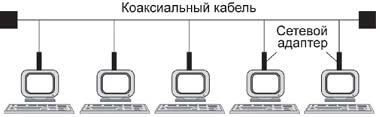 Коаксиальный кабель
Сетевой
адаптер